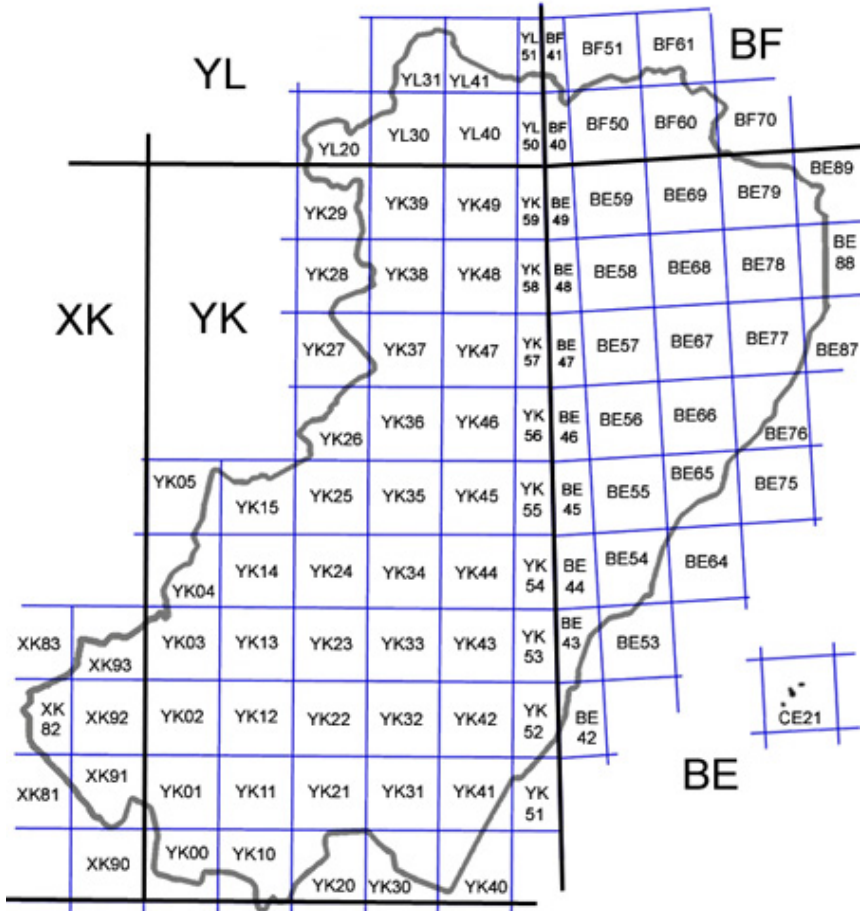 YL
51
BF
41
BF51
BF61
BF
YL
YL31
YL41
YL20
YL30
YL40
YL
50
BF
40
BF50
BF60
BF70
BE89
YK29
YK39
YK49
YK
59
BE
49
BE59
BE69
BE79
BE
88
YK28
YK38
YK48
YK
58
BE
48
BE58
BE68
BE78
XK
YK
YK27
YK37
YK47
YK
57
BE
47
BE57
BE67
BE77
BE87
YK26
YK36
YK46
YK
56
BE
46
BE56
BE66
BE76
YK05
YK15
YK25
YK35
YK45
YK
55
BE
45
BE55
BE65
BE75
YK04
YK14
YK24
YK34
YK44
YK
54
BE
44
BE54
BE64
XK83
XK93
YK03
YK13
YK23
YK33
YK43
YK
53
BE
43
BE53
XK
82
XK92
YK02
YK12
YK22
YK32
YK42
YK
52
BE
42
CE21
BE
XK81
XK91
YK01
YK11
YK21
YK31
YK41
YK
51
XK90
YK00
YK10
YK20
YK30
YK40